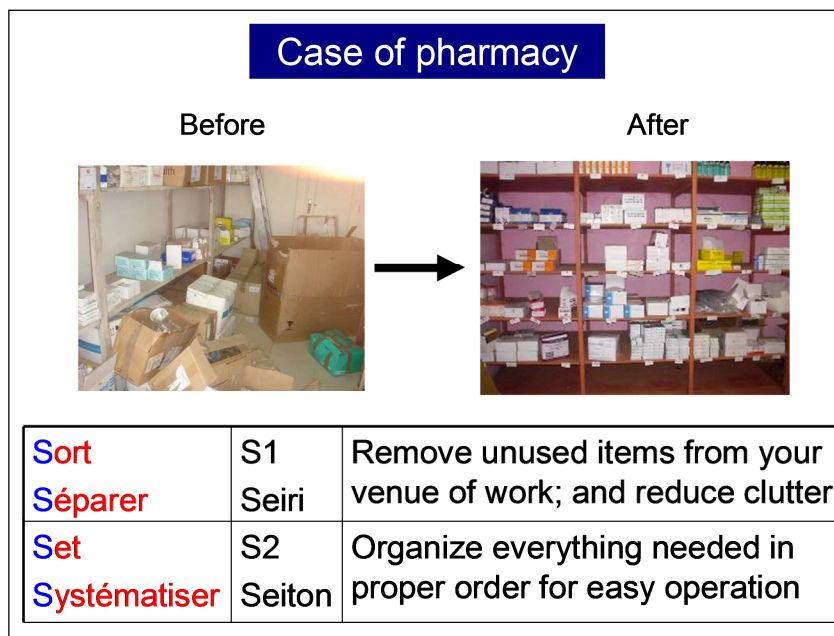 Case of pharmacy
Before
After
Sort
Séparer
S1
Seiri
Remove unused items from your
venue of work; and reduce clutter
Set
Systématiser
S2
Seiton
Organize everything needed in
proper order for easy operation